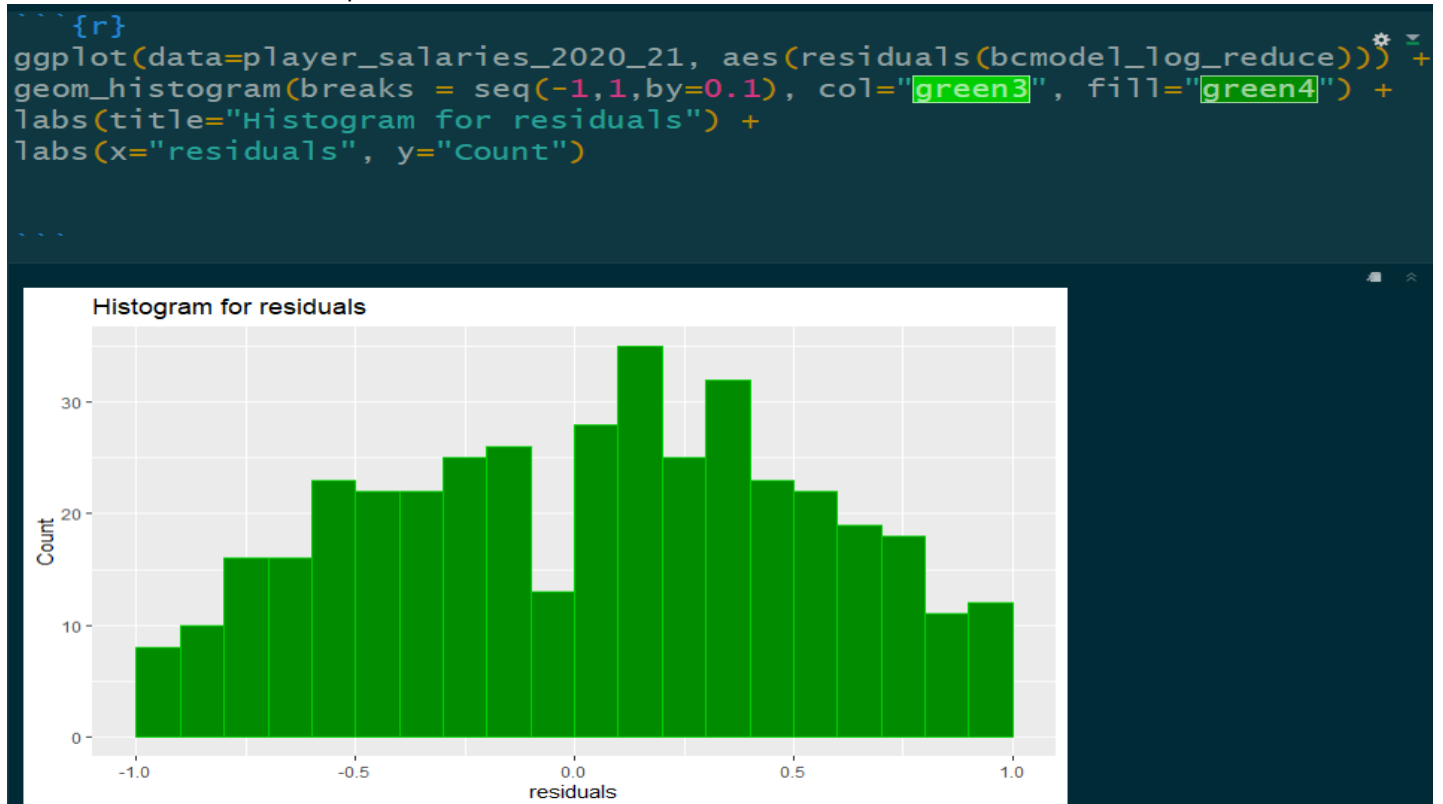 ```{r}
ggplot(data=player_salaries_2020_21, aes(residuals(bcmodel_log_reduce))) +
geom_histogram(breaks = seq(-1,1,by=0.1), col="green3", fill="green4") +
labs(title="Histogram for residuals") +
labs(x="residuals", y="Count")
```
Histogram for residuals
Count
30
20
10
0
-1.0 -0.5 0.0 0.5 1.0
residuals